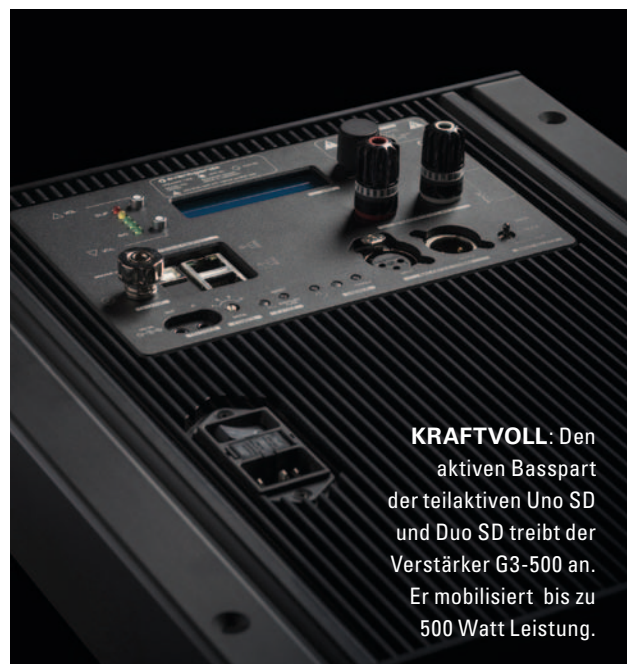 KRAFTVOLL: Den
aktiven Basspart
der teilaktiven Uno SD
und Duo SD treibt der
Verstärker G3-500 an.
Er mobilisiert bis zu
500 Watt Leistung.